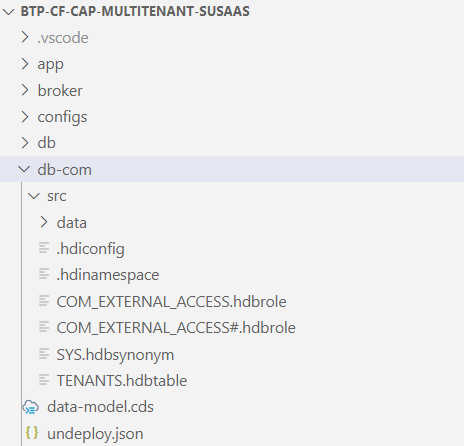 BTP-CF-CAP-MULTITENANT-SUSAAS
.vscode
app
broker
configs
db
db-com
src
data
.hdiconfig
.hdinamespace
COM_EXTERNAL_ACCESS.hdbrole
COM_EXTERNAL_ACCESS#.hdbrole
SYS.hdbsynonym
TENANTS.hdbtable
data-model.cds
{} undeploy.json